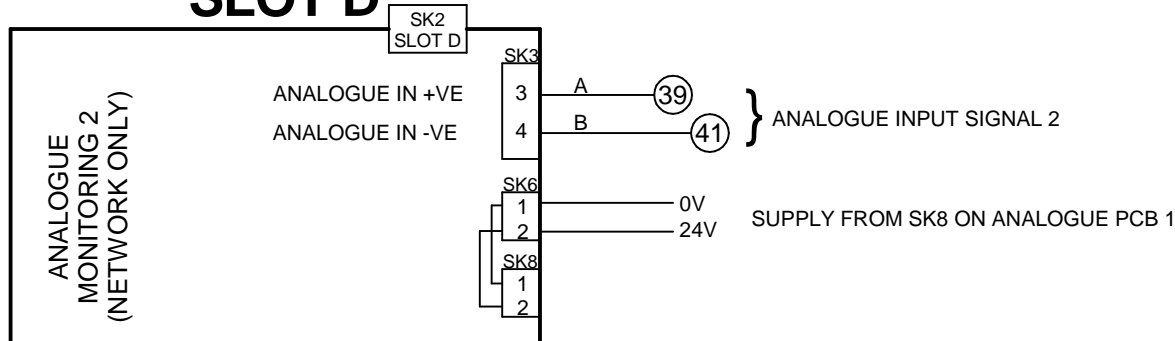 SLOT D
SK2
SLOT D
SK3
ANALOGUE IN +VE
3
A
39
ANALOGUE IN -VE
4
B
41
}
ANALOGUE INPUT SIGNAL 2
ANALOGUE
MONITORING 2
(NETWORK ONLY)
SK6
1
0V
2
24V
SUPPLY FROM SK8 ON ANALOGUE PCB 1
SK8
1
2